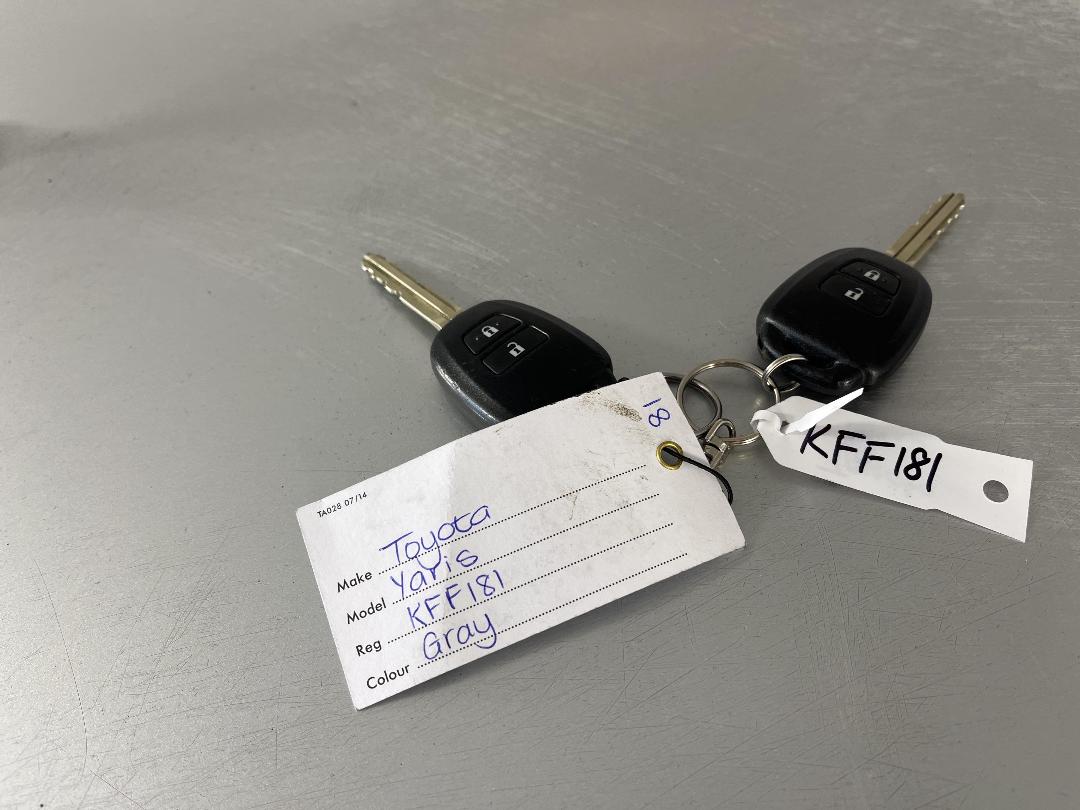 18
TA028 07/14
Make Toyota
Model Yaris
Reg KFF181
Colour Gray
KFF181